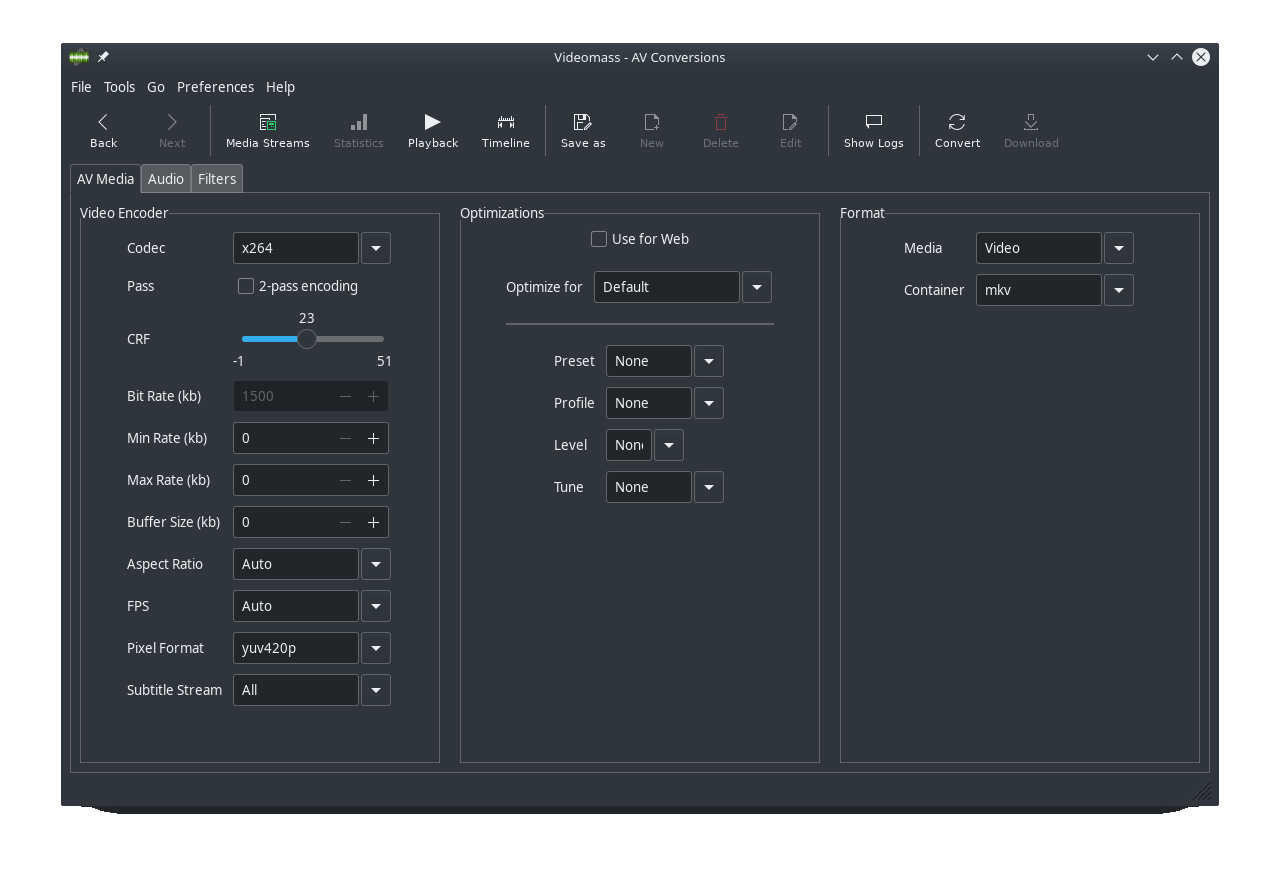 Videomass - AV Conversions
File Tools Go Preferences Help
Back Next Media Streams Statistics Playback Timeline Save as New Delete Edit Show Logs Convert Download
AV Media Audio Filters
Video Encoder
Codec x264
Pass 2-pass encoding
23
CRF
-1 51
Bit Rate (kb) 1500
Min Rate (kb) 0
Max Rate (kb) 0
Buffer Size (kb) 0
Aspect Ratio Auto
FPS Auto
Pixel Format yuv420p
Subtitle Stream All
Optimizations
Use for Web
Optimize for Default
Preset None
Profile None
Level Non
Tune None
Format
Media Video
Container mkv